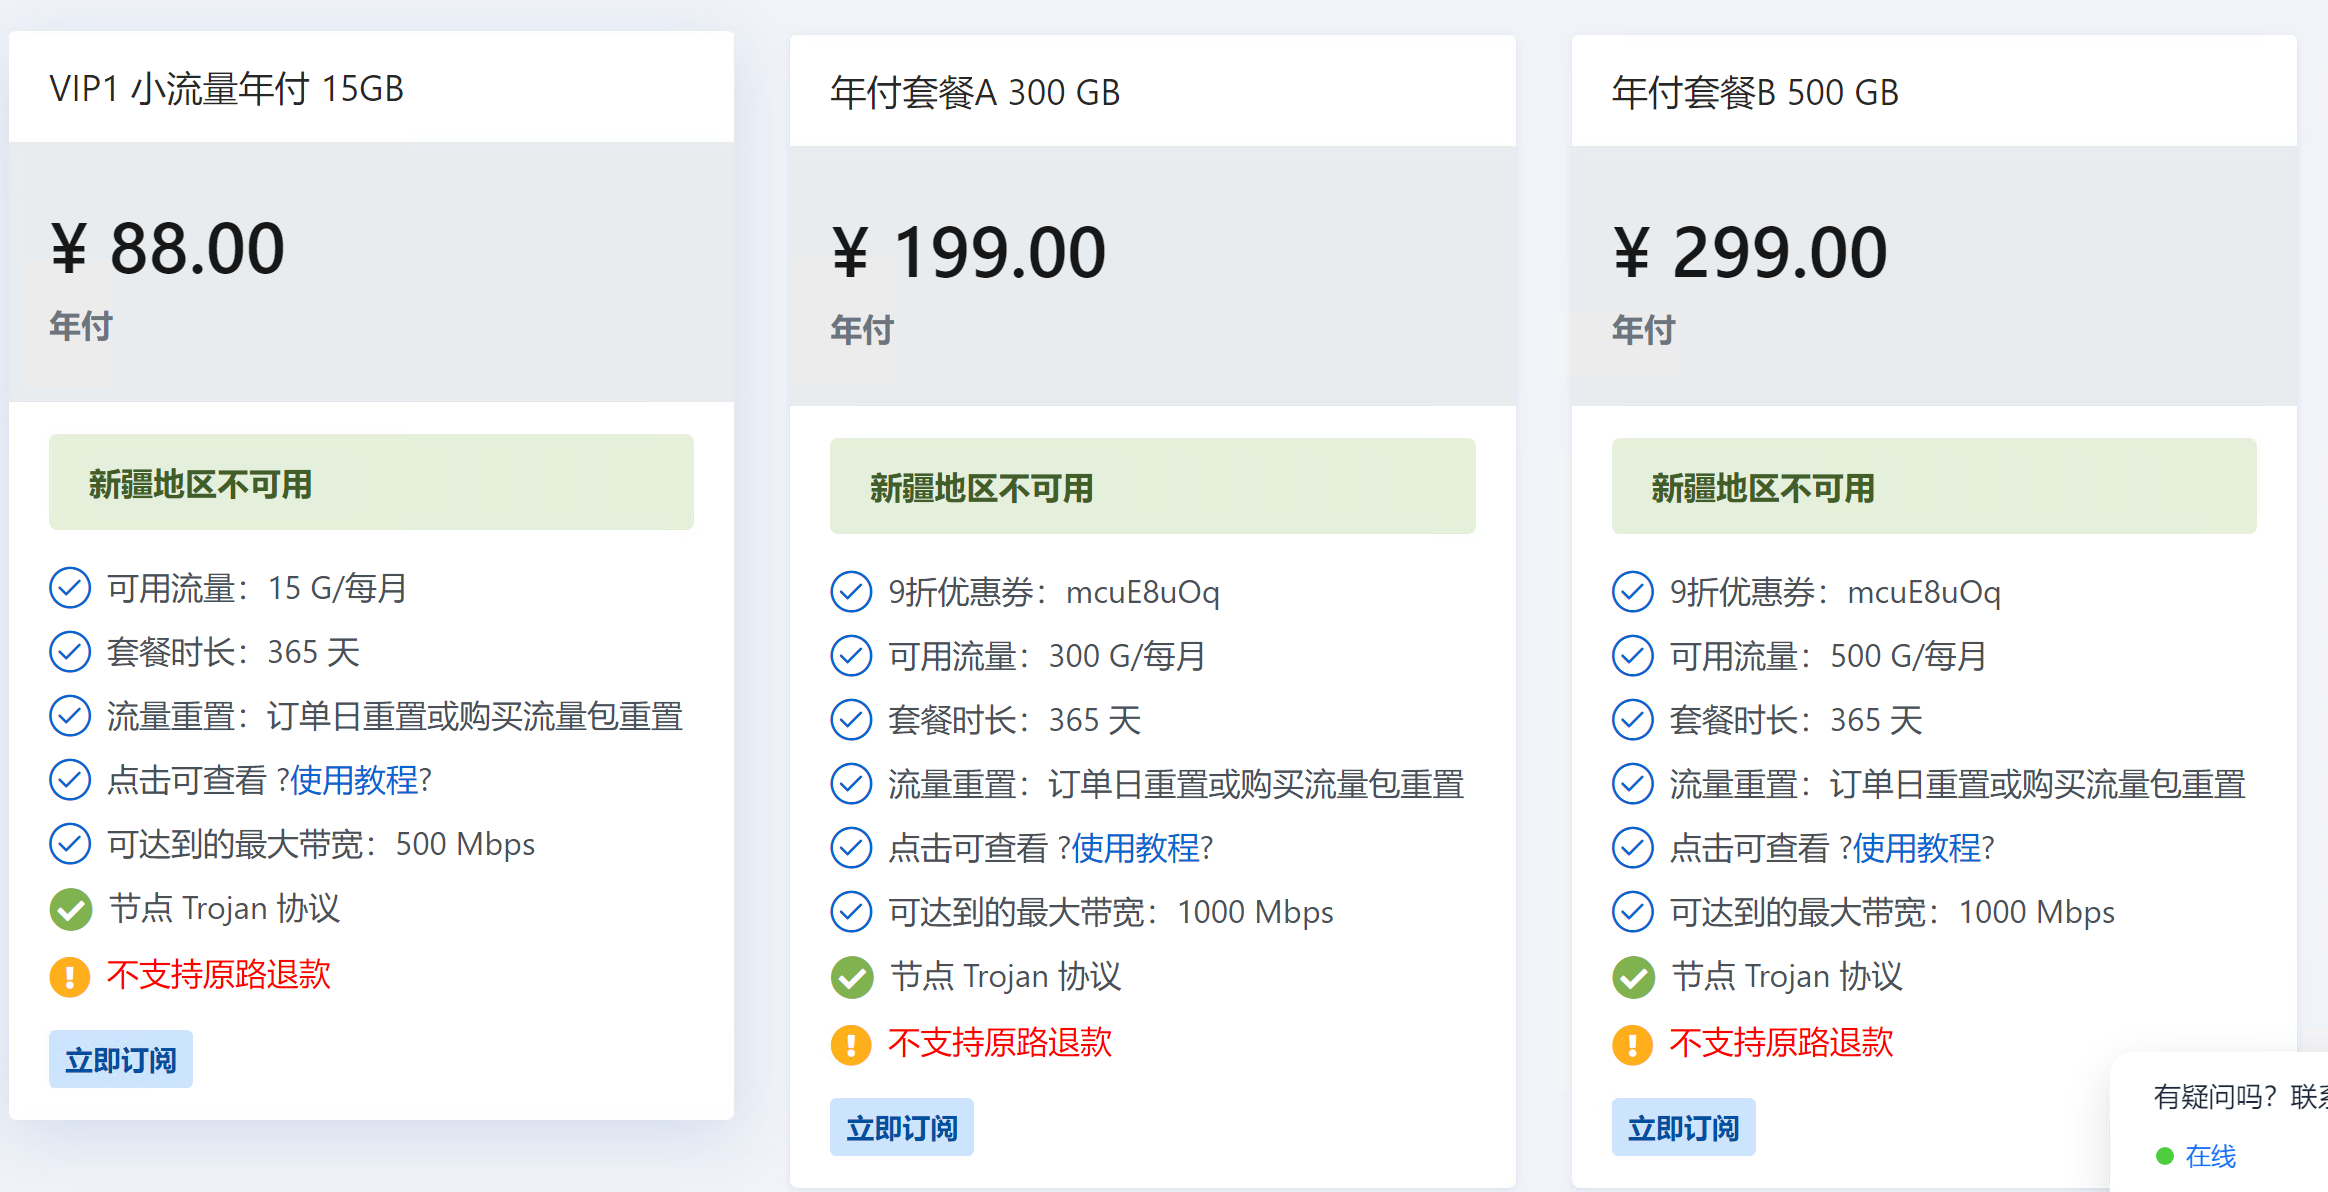 VIP1 小流量年付 15GB
¥ 88.00
年付
新疆地区不可用
可用流量：15 G/每月
套餐时长：365 天
流量重置：订单日重置或购买流量包重置
点击可查看 ?使用教程?
可达到的最大带宽：500 Mbps
节点 Trojan 协议
不支持原路退款
立即订阅
年付套餐A 300 GB
¥ 199.00
年付
新疆地区不可用
9折优惠券：mcuE8uOq
可用流量：300 G/每月
套餐时长：365 天
流量重置：订单日重置或购买流量包重置
点击可查看 ?使用教程?
可达到的最大带宽：1000 Mbps
节点 Trojan 协议
不支持原路退款
立即订阅
年付套餐B 500 GB
¥ 299.00
年付
新疆地区不可用
9折优惠券：mcuE8uOq
可用流量：500 G/每月
套餐时长：365 天
流量重置：订单日重置或购买流量包重置
点击可查看 ?使用教程?
可达到的最大带宽：1000 Mbps
节点 Trojan 协议
不支持原路退款
立即订阅
有疑问吗？联系
在线